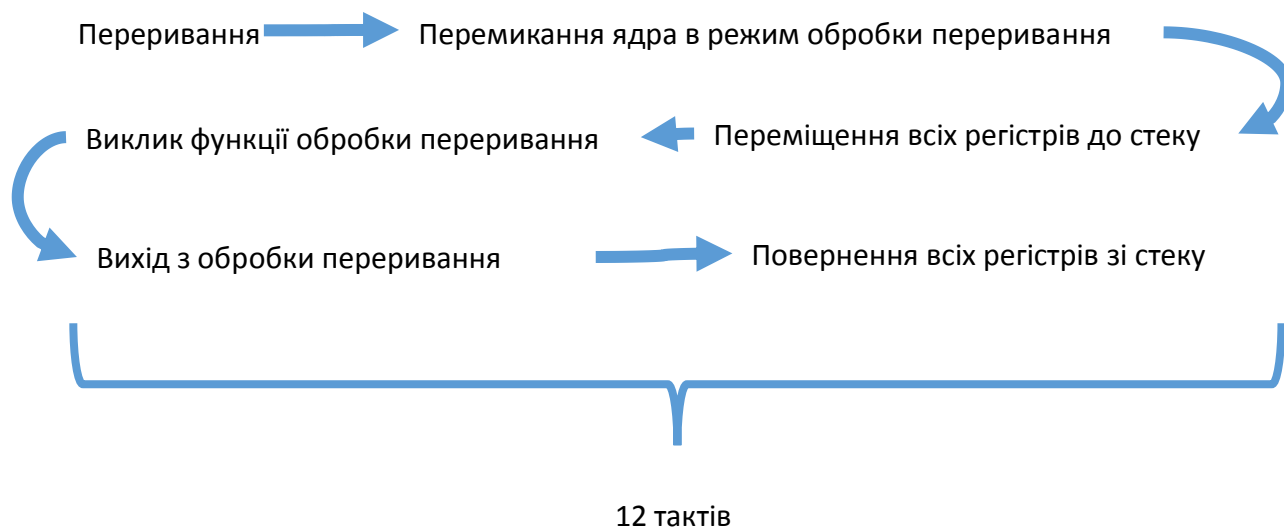 Переривання Перемикання ядра в режим обробки переривання
Виклик функції обробки переривання Переміщення всіх регістрів до стеку
Вихід з обробки переривання Повернення всіх регістрів зі стеку
12 тактів